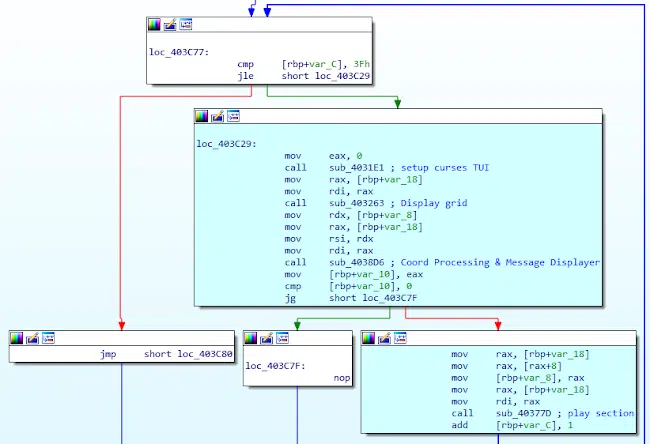 loc_403C77:
cmp [rbp+var_C], 3Fh
jle short loc_403C29
loc_403C29:
mov eax, 0
call sub_4031E1 ; setup curses TUI
mov rax, [rbp+var_18]
mov rdi, rax
call sub_403263 ; Display grid
mov rdx, [rbp+var_8]
mov rax, [rbp+var_18]
mov rsi, rdx
mov rdi, rax
call sub_4038D6 ; Coord Processing & Message Displayer
mov [rbp+var_10], eax
cmp [rbp+var_10], 0
jg short loc_403C7F
jmp short loc_403C80
loc_403C7F:
nop
mov rax, [rbp+var_18]
mov rax, [rax+8]
mov [rbp+var_8], rax
mov rax, [rbp+var_18]
mov rdi, rax
call sub_40377D ; play section
add [rbp+var_C], 1